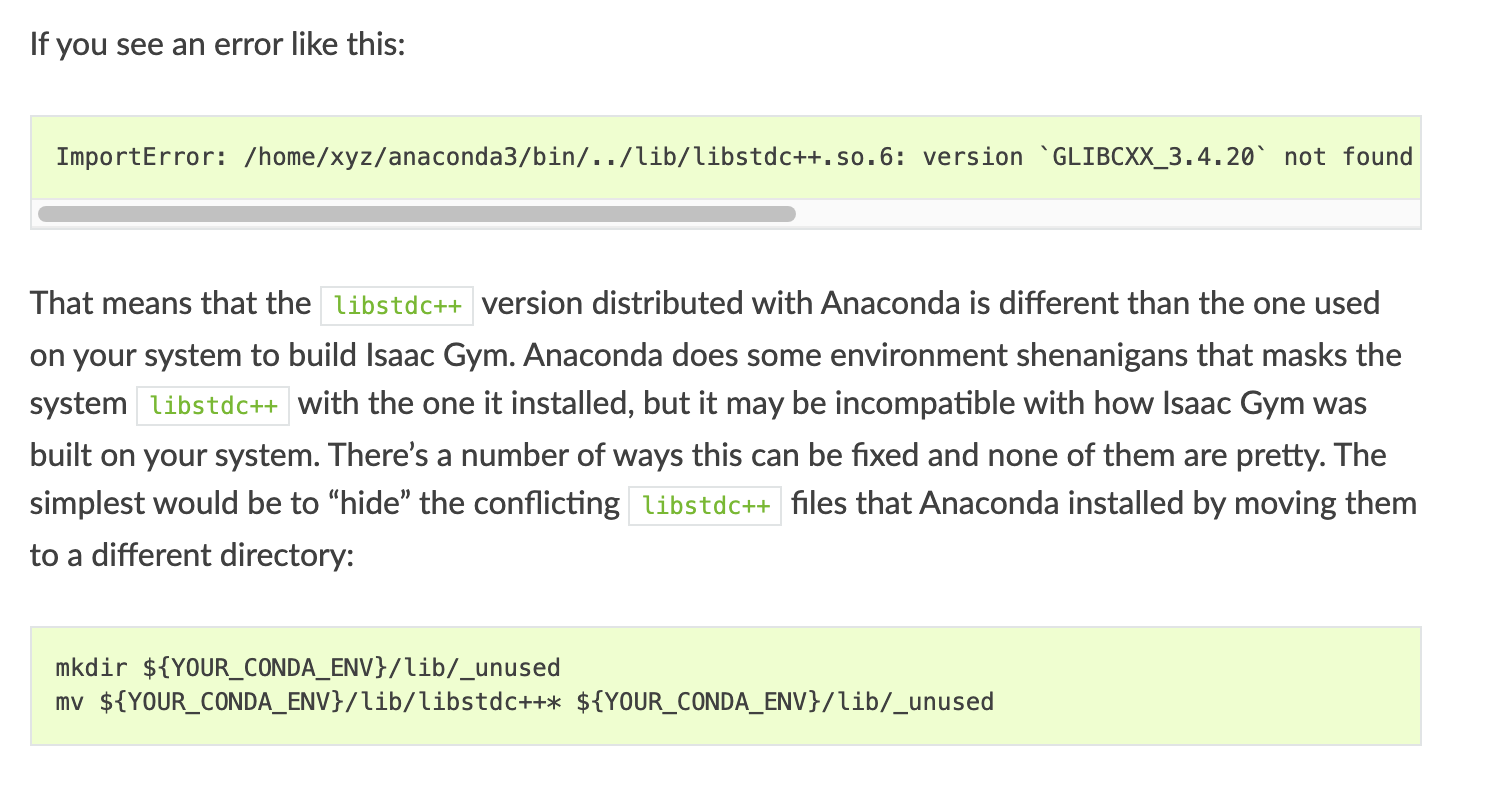 If you see an error like this:
ImportError: /home/xyz/anaconda3/bin/../lib/libstdc++.so.6: version `GLIBCXX_3.4.20` not found
That means that the libstdc++ version distributed with Anaconda is different than the one used
on your system to build Isaac Gym. Anaconda does some environment shenanigans that masks the
system libstdc++ with the one it installed, but it may be incompatible with how Isaac Gym was
built on your system. There’s a number of ways this can be fixed and none of them are pretty. The
simplest would be to “hide” the conflicting libstdc++ files that Anaconda installed by moving them
to a different directory:
mkdir ${YOUR_CONDA_ENV}/lib/_unused
mv ${YOUR_CONDA_ENV}/lib/libstdc++* ${YOUR_CONDA_ENV}/lib/_unused